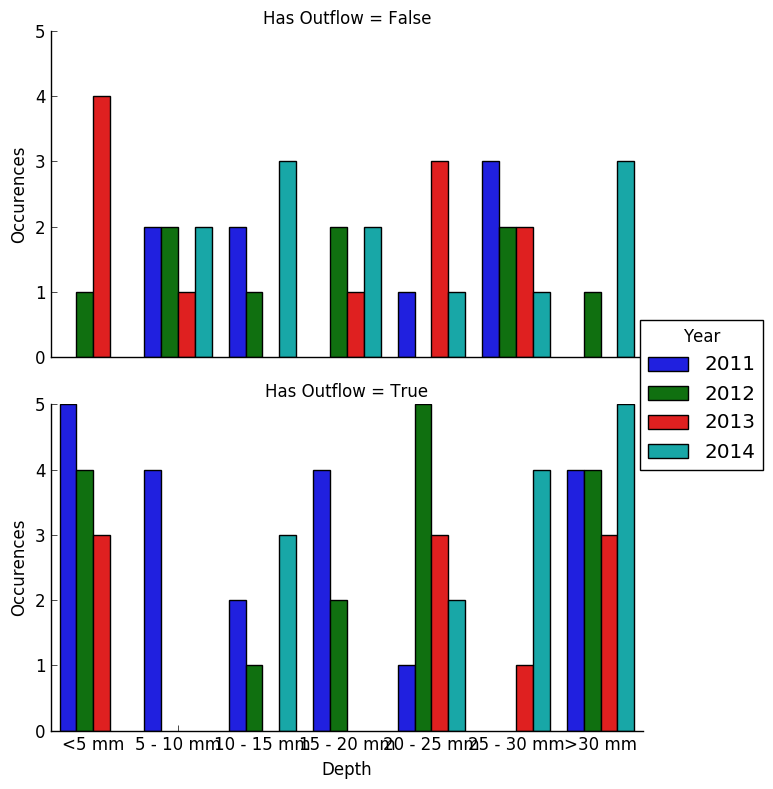 Has Outflow = False
5
4
3
2
1
0
Occurences
Has Outflow = True
5
4
3
2
1
0
Occurences
<5 mm 5 - 10 mm 10 - 15 mm 15 - 20 mm 20 - 25 mm 25 - 30 mm >30 mm
Depth
Year
2011
2012
2013
2014